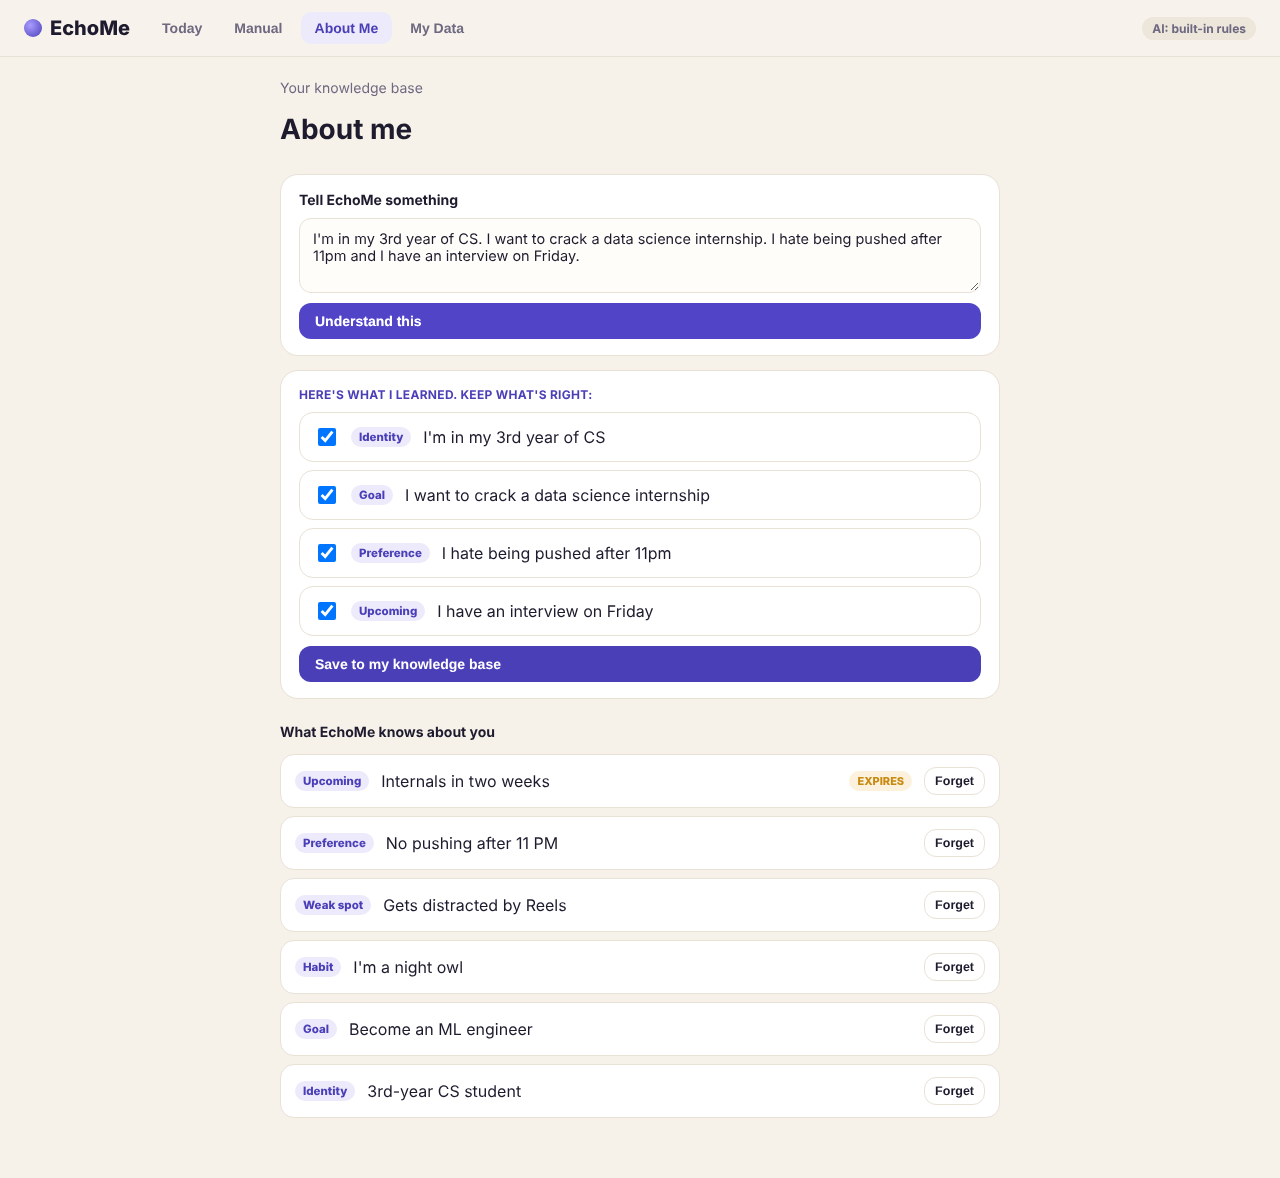 EchoMe
Today
Manual
About Me
My Data
AI: built-in rules
Your knowledge base
About me
Tell EchoMe something
I'm in my 3rd year of CS. I want to crack a data science internship. I hate being pushed after
11pm and I have an interview on Friday.
Understand this
HERE'S WHAT I LEARNED. KEEP WHAT'S RIGHT:
Identity I'm in my 3rd year of CS
Goal I want to crack a data science internship
Preference I hate being pushed after 11pm
Upcoming I have an interview on Friday
Save to my knowledge base
What EchoMe knows about you
Upcoming Internals in two weeks EXPIRES Forget
Preference No pushing after 11 PM Forget
Weak spot Gets distracted by Reels Forget
Habit I'm a night owl Forget
Goal Become an ML engineer Forget
Identity 3rd-year CS student Forget